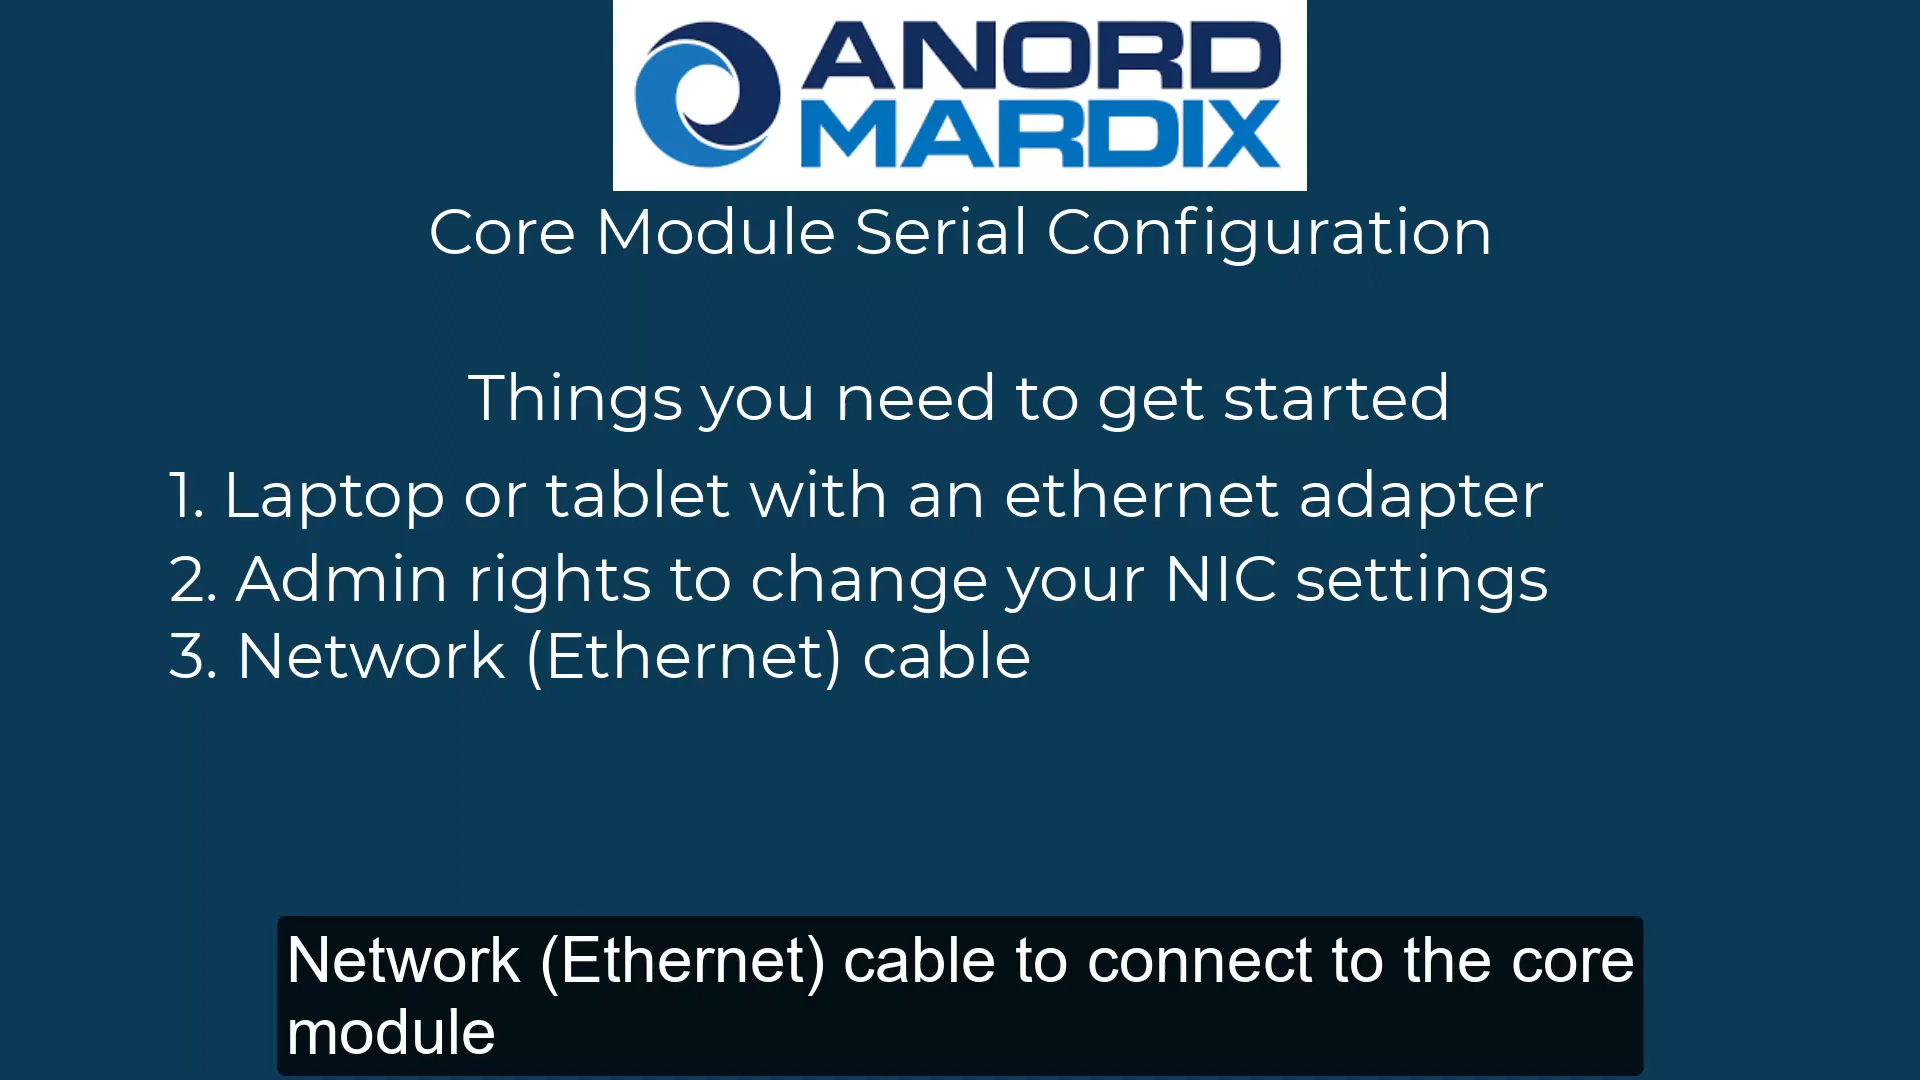 ANORD
MARDIX
Core Module Serial Configuration
Things you need to get started
1. Laptop or tablet with an ethernet adapter
2. Admin rights to change your NIC settings
3. Network (Ethernet) cable
Network (Ethernet) cable to connect to the core
module